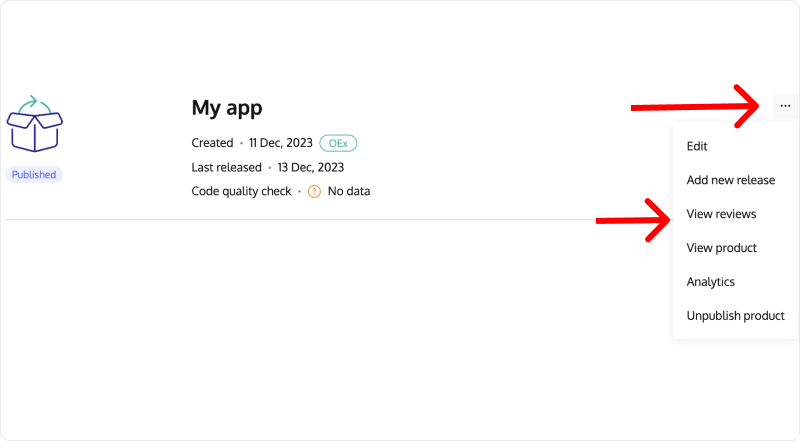 My app
...
Created • 11 Dec, 2023 OEx
Published
Last released • 13 Dec, 2023
Code quality check • ? No data
Edit
Add new release
View reviews
View product
Analytics
Unpublish product